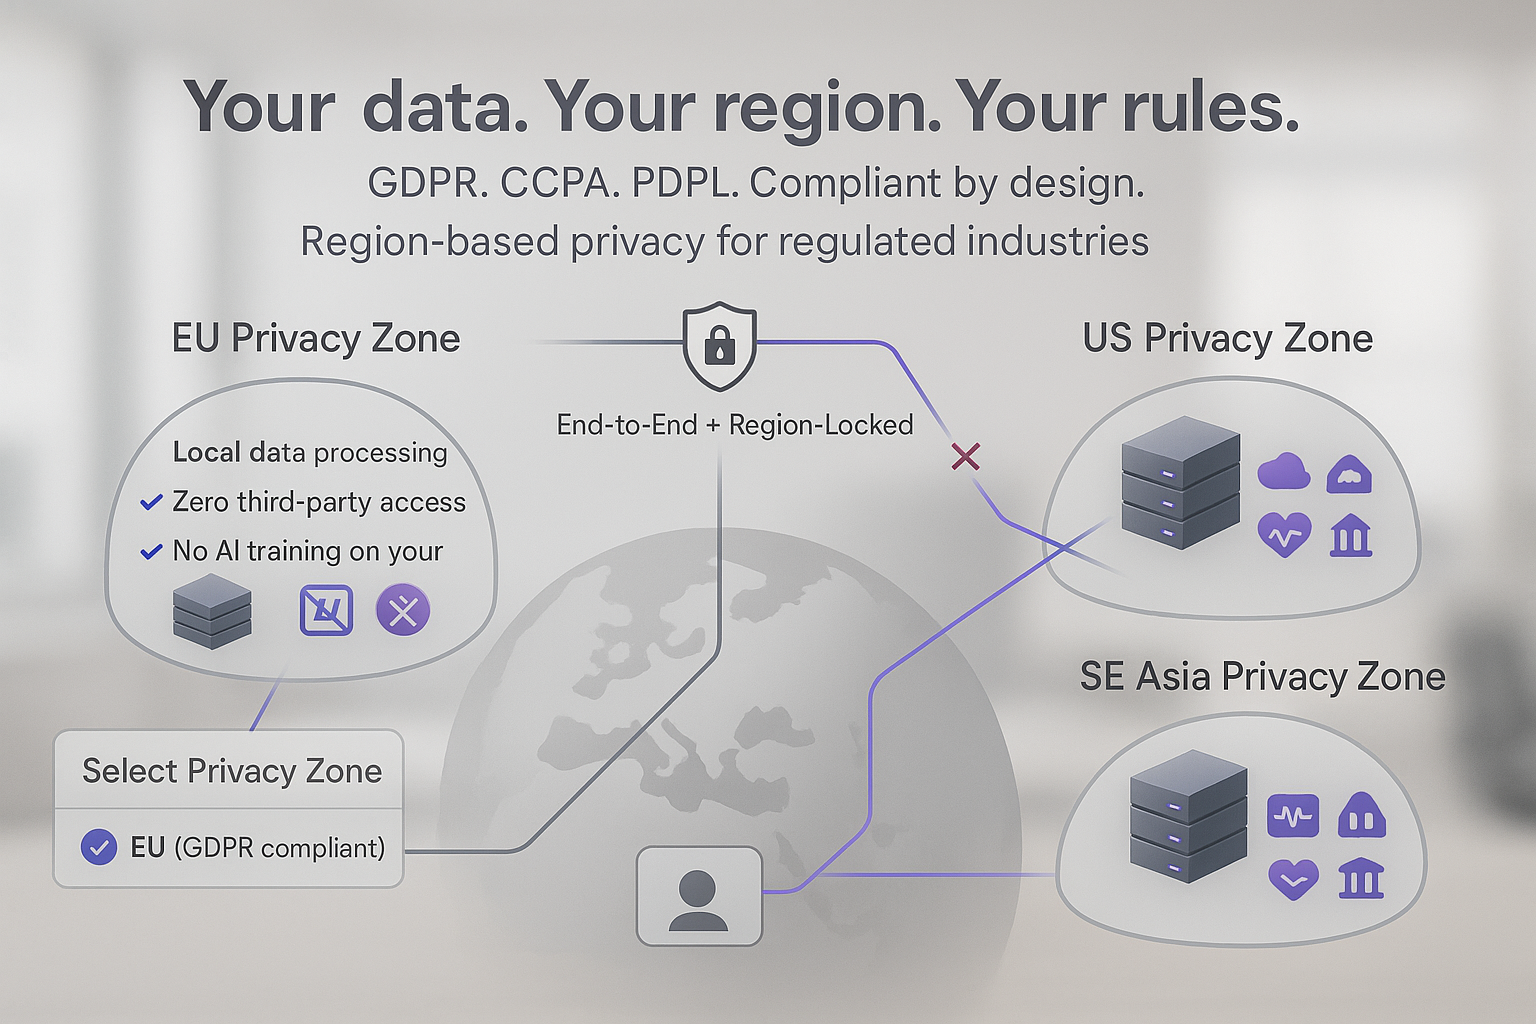 Your data. Your region. Your rules.
GDPR. CCPA. PDPL. Compliant by design.
Region-based privacy for regulated industries
EU Privacy Zone
Local data processing
Zero third-party access
No AI training on your
Select Privacy Zone
EU (GDPR compliant)
End-to-End + Region-Locked
US Privacy Zone
SE Asia Privacy Zone